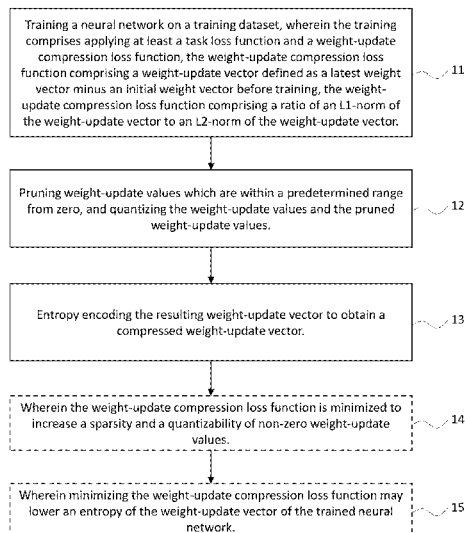 Training a neural network on a training dataset, wherein the training
comprises applying at least a task loss function and a weight-update
compression loss function, the weight-update compression loss
function comprising a weight-update vector defined as a latest weight
vector minus an initial weight vector before training, the weight-
update compression loss function comprising a ratio of an L1-norm of
the weight-update vector to an L2-norm of the weight-update vector.
11
Pruning weight-update values which are within a predetermined range
from zero, and quantizing the weight-update values and the pruned
weight-update values.
12
Entropy encoding the resulting weight-update vector to obtain a
compressed weight-update vector.
13
Wherein the weight-update compression loss function is minimized to
increase a sparsity and a quantizability of non-zero weight-update
values.
14
Wherein minimizing the weight-update compression loss function may
lower an entropy of the weight-update vector of the trained neural
network.
15